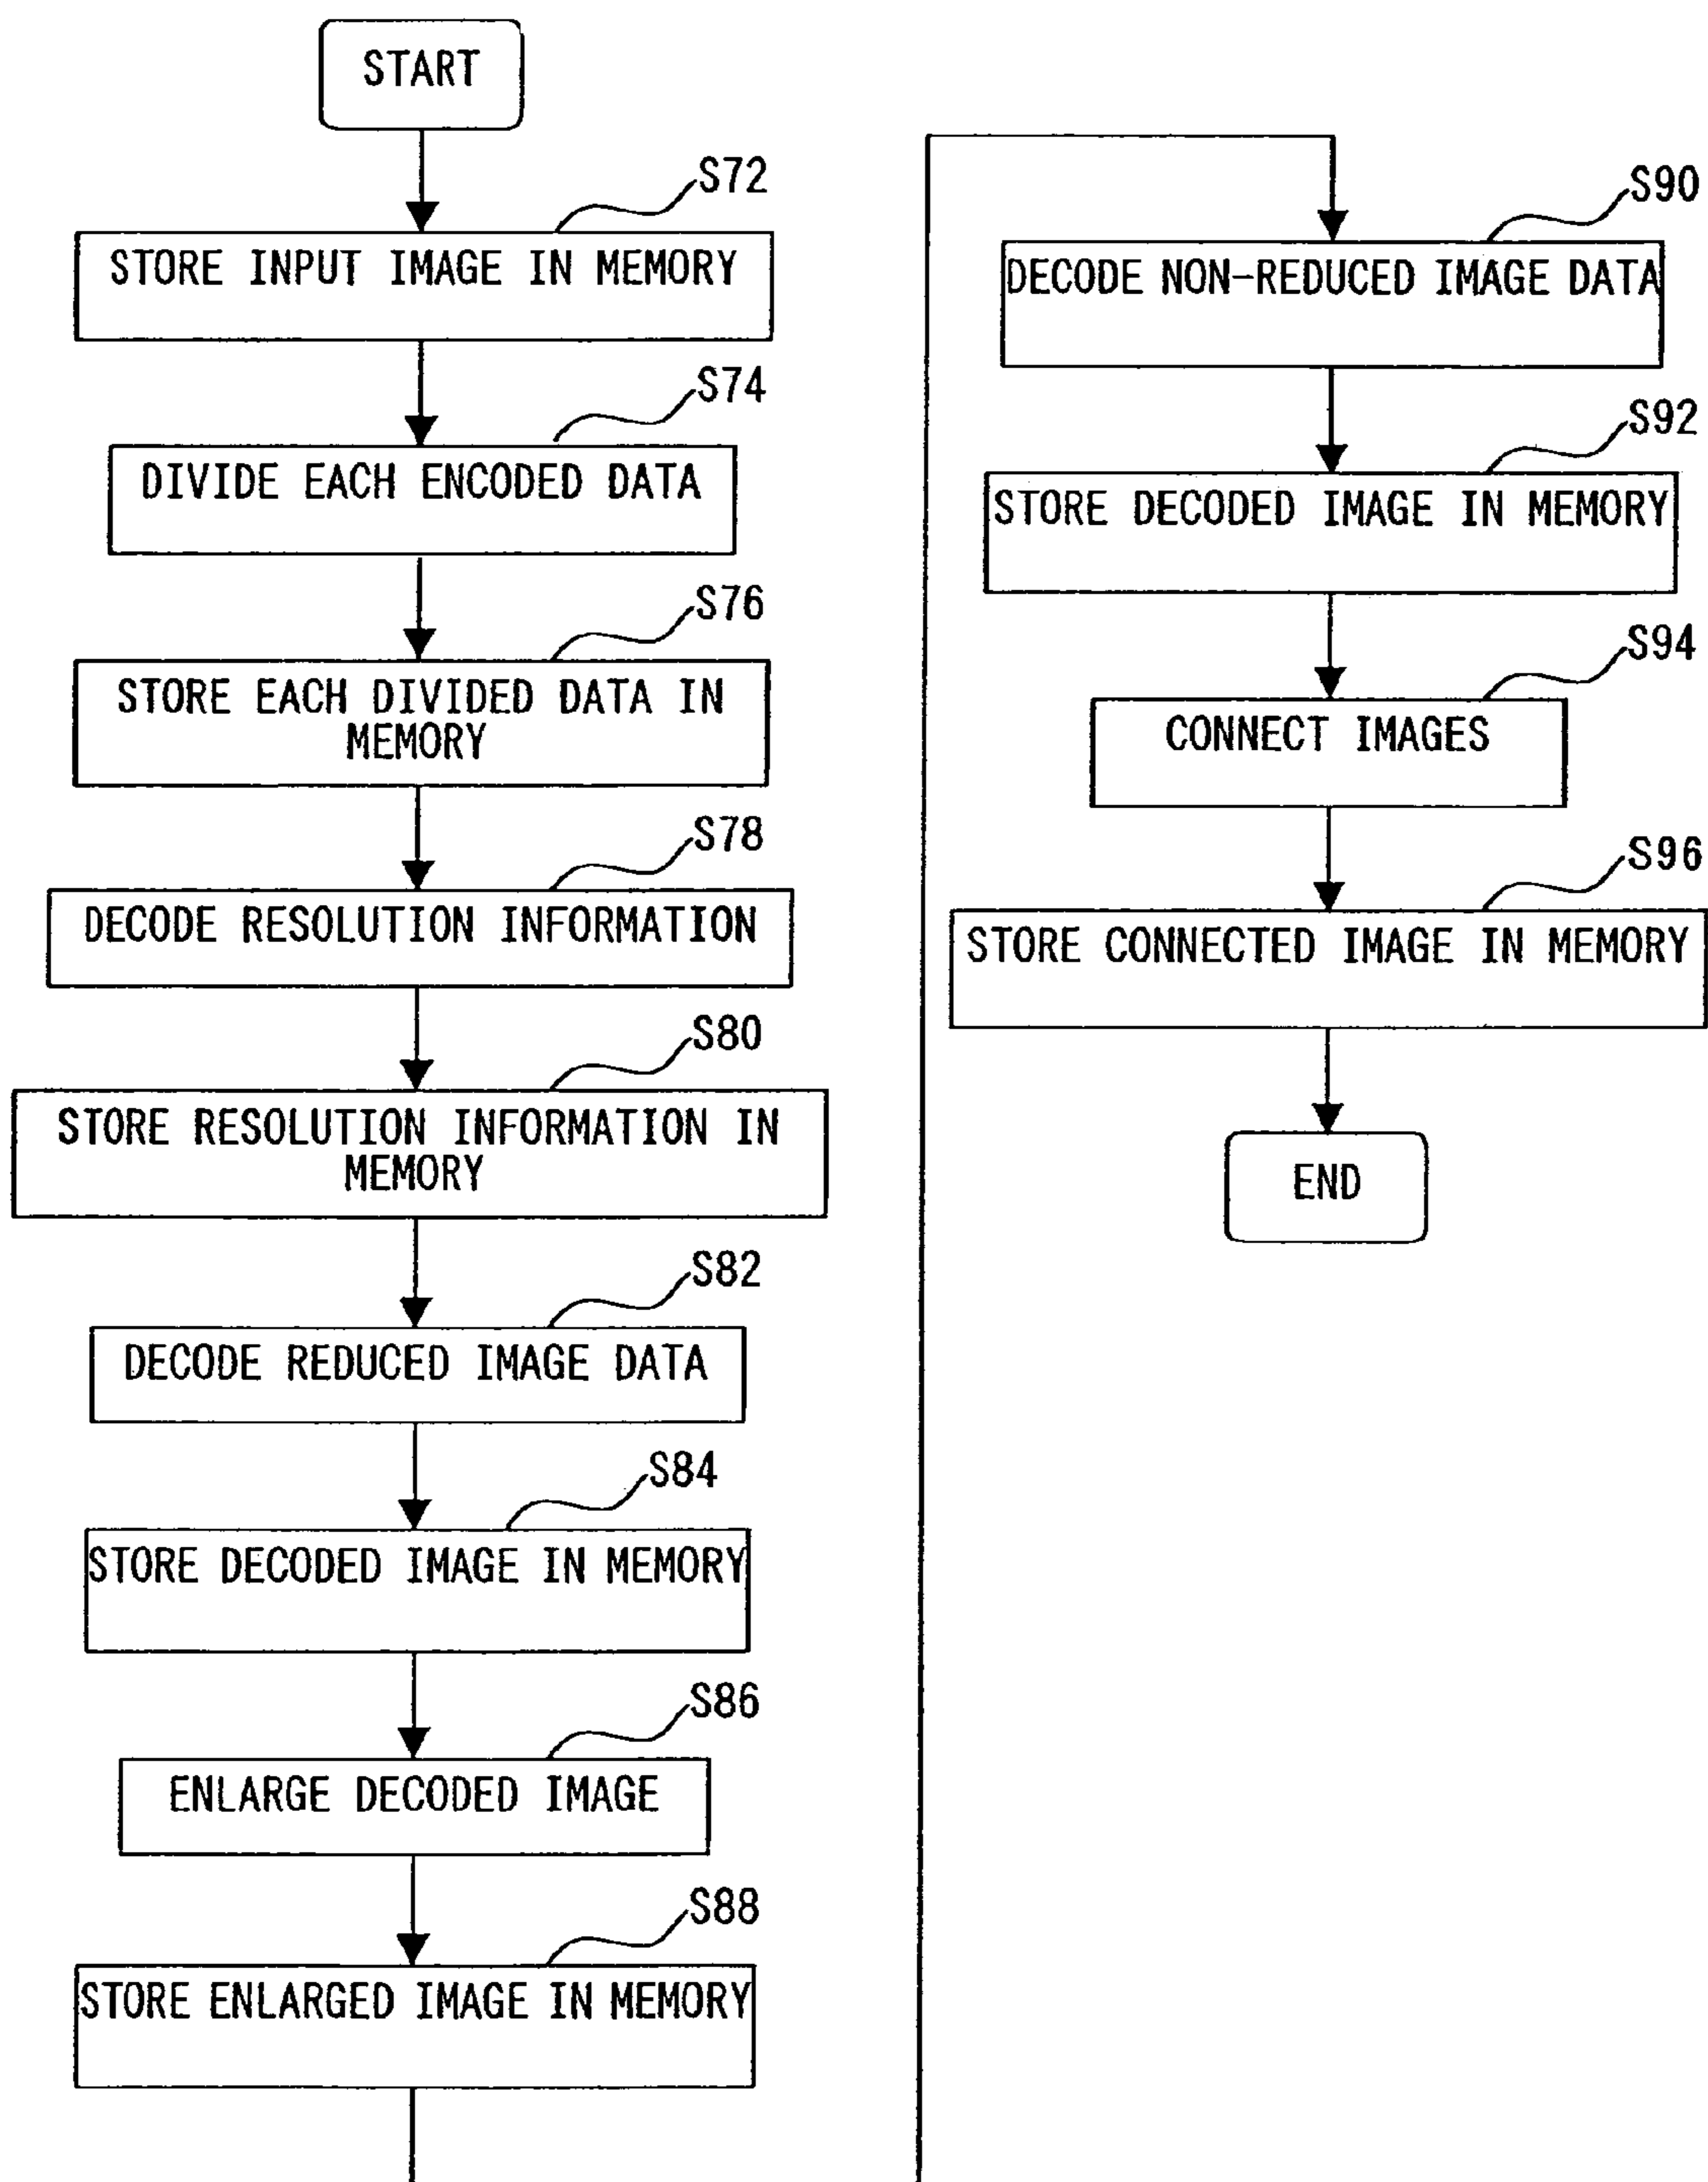 START
S72
STORE INPUT IMAGE IN MEMORY
S74
DIVIDE EACH ENCODED DATA
S76
STORE EACH DIVIDED DATA IN
MEMORY
S78
DECODE RESOLUTION INFORMATION
S80
STORE RESOLUTION INFORMATION IN
MEMORY
S82
DECODE REDUCED IMAGE DATA
S84
STORE DECODED IMAGE IN MEMORY
S86
ENLARGE DECODED IMAGE
S88
STORE ENLARGED IMAGE IN MEMORY
S90
DECODE NON-REDUCED IMAGE DATA
S92
STORE DECODED IMAGE IN MEMORY
S94
CONNECT IMAGES
S96
STORE CONNECTED IMAGE IN MEMORY
END